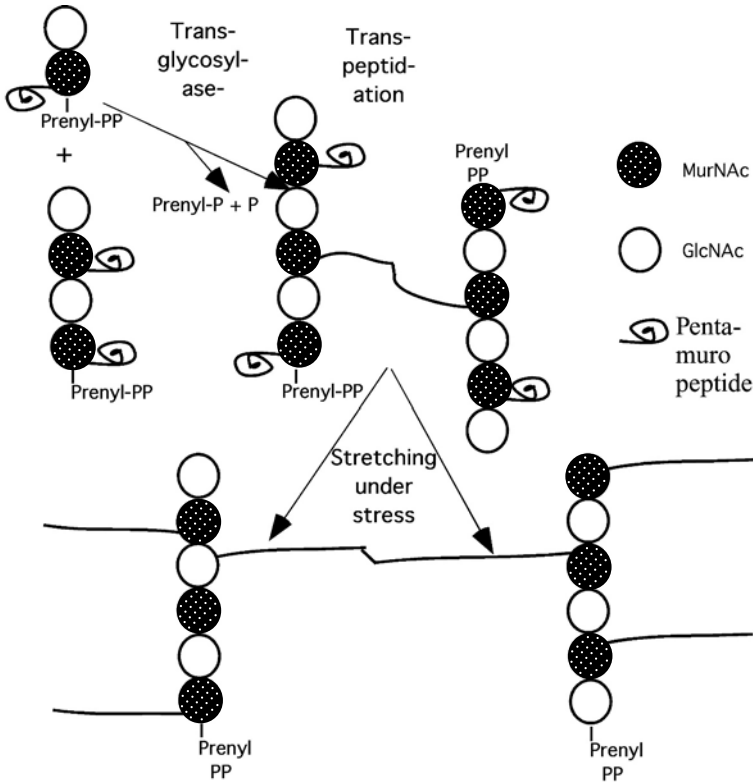 Trans-
glycosyl-
ase-
Trans-
peptid-
ation
Prenyl-PP
+
Prenyl-P + P
Prenyl
PP
MurNAc
GlcNAc
Penta-
muro
peptide
Prenyl-PP
Prenyl-PP
Stretching
under
stress
Prenyl
PP
Prenyl
PP